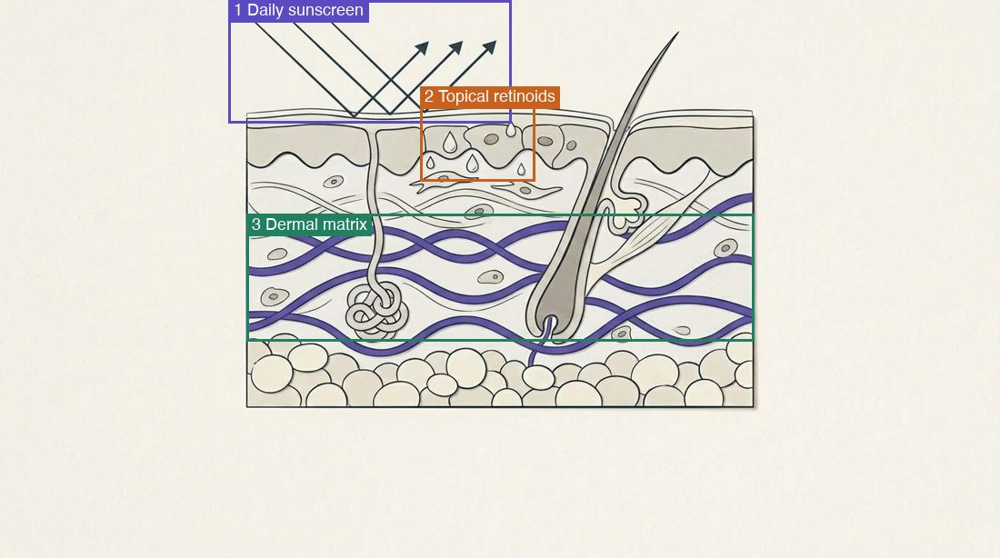 1 Daily sunscreen
2 Topical retinoids
3 Dermal matrix